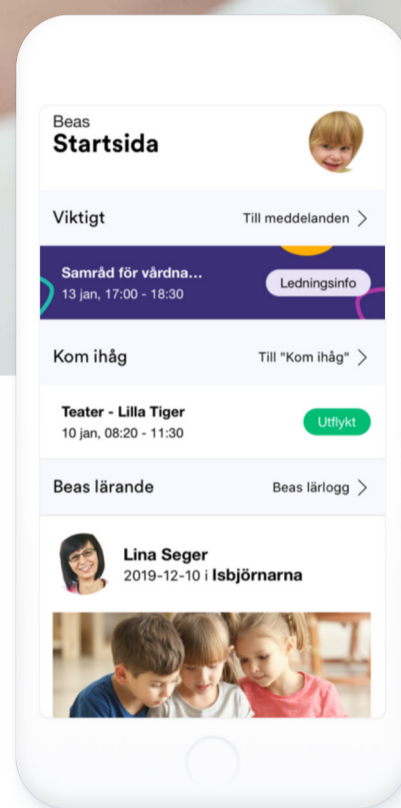 Beas
Startsida
Viktigt Till meddelanden
Samråd för vårdna...
13 jan, 17:00 - 18:30 Ledningsinfo
Kom ihåg Till "Kom ihåg"
Teater - Lilla Tiger
10 jan, 08:20 - 11:30 Utflykt
Beas lärande Beas lärlogg
Lina Seger
2019-12-10 i Isbjörnarna